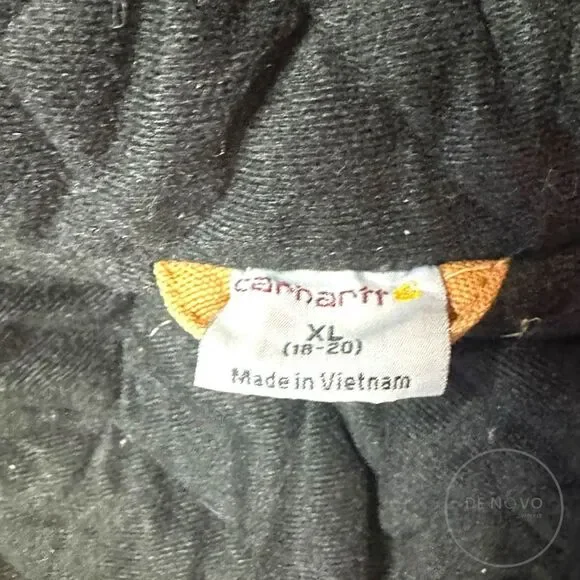 carhartt
XL
(18-20)
Made in Vietnam
DE NOVO